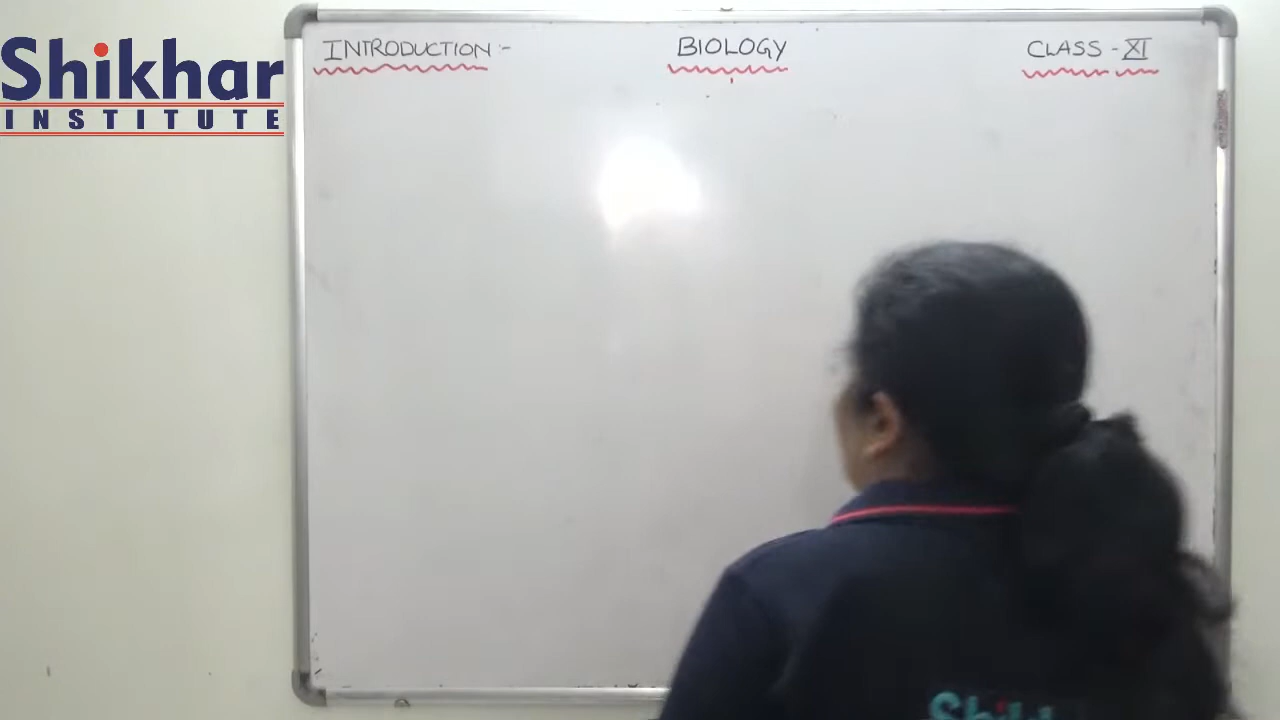 Shikhar
INSTITUTE
INTRODUCTION :-
BIOLOGY
CLASS - XI